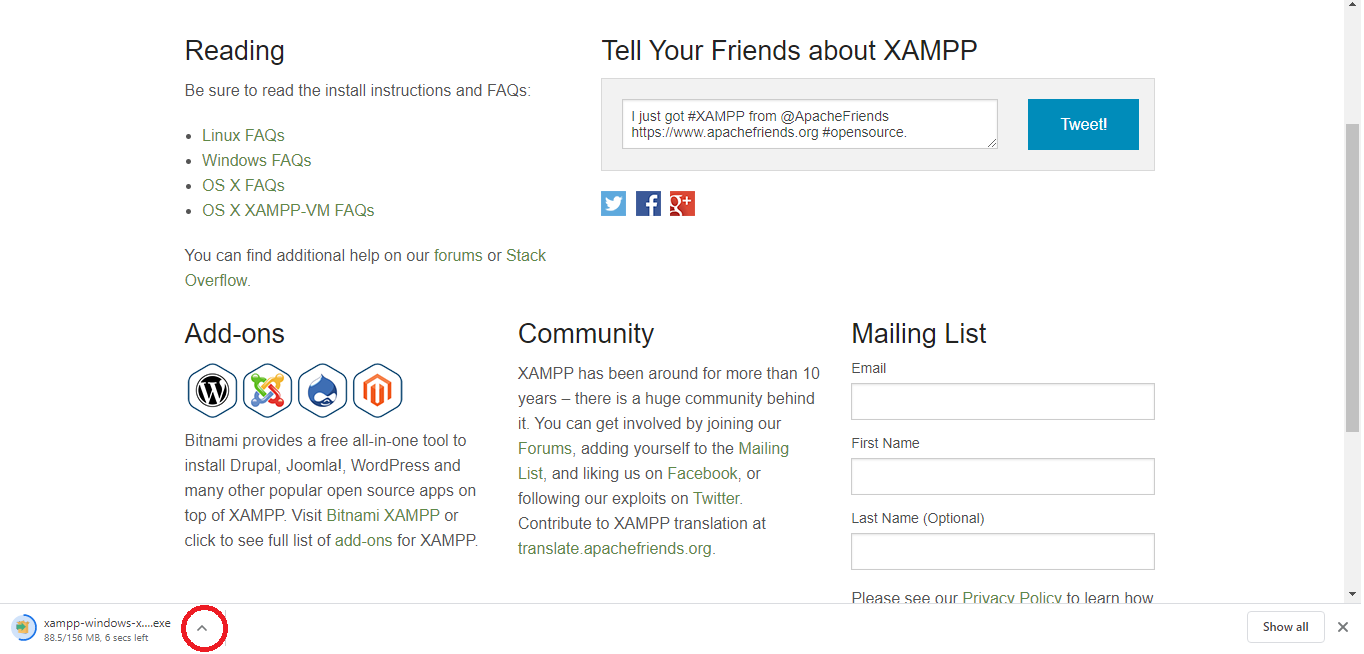 Reading
Be sure to read the install instructions and FAQs:
Linux FAQs
Windows FAQs
OS X FAQs
OS X XAMPP-VM FAQs
You can find additional help on our forums or Stack
Overflow.
Tell Your Friends about XAMPP
I just got #XAMPP from @ApacheFriends
https://www.apachefriends.org #opensource.
Tweet!
Add-ons
Bitnami provides a free all-in-one tool to
install Drupal, Joomla!, WordPress and
many other popular open source apps on
top of XAMPP. Visit Bitnami XAMPP or
click to see full list of add-ons for XAMPP.
Community
XAMPP has been around for more than 10
years – there is a huge community behind
it. You can get involved by joining our
Forums, adding yourself to the Mailing
List, and liking us on Facebook, or
following our exploits on Twitter.
Contribute to XAMPP translation at
translate.apachefriends.org.
Mailing List
Email
First Name
Last Name (Optional)
Please see our Privacy Policy to learn how
xampp-windows-x....exe
88.5/156 MB, 6 secs left
Show all